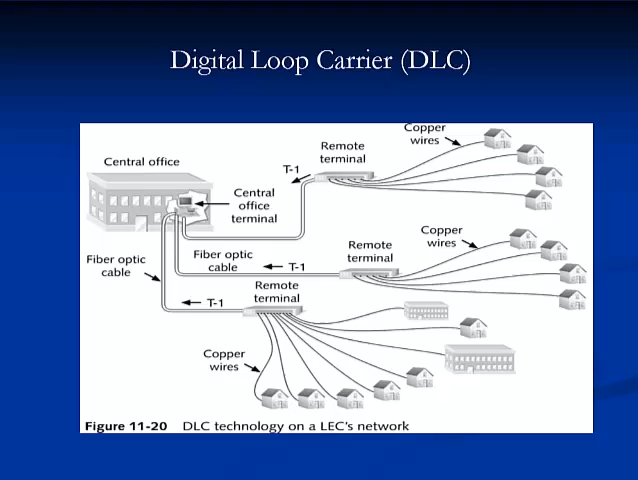 Digital Loop Carrier (DLC)
Copper
wires
Remote
terminal
Central office
T-1
Central
office
terminal
Copper
wires
Fiber optic
cable
Remote
terminal
Fiber optic
cable
T-1
Remote
terminal
T-1
Copper
wires
Figure 11-20 DLC technology on a LEC's network